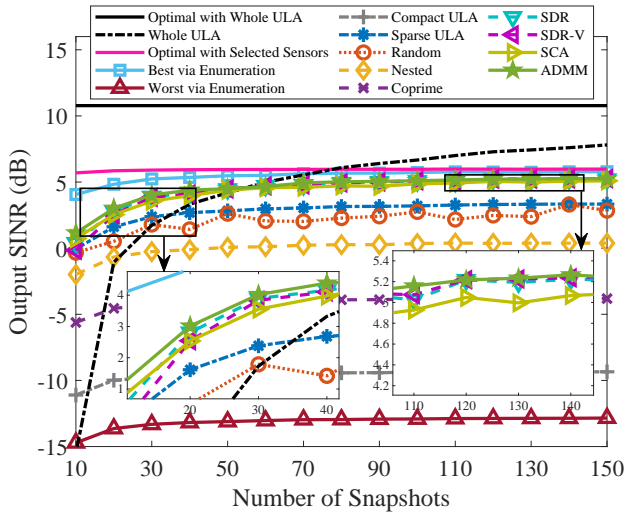 Optimal with Whole ULA
Whole ULA
Optimal with Selected Sensors
Best via Enumeration
Worst via Enumeration
Compact ULA
Sparse ULA
Random
Nested
Coprime
SDR
SDR-V
SCA
ADMM
Output SINR (dB)
16
10
5
0
-5
-10
-15
4
3
2
1
20
30
40
5.2
5
4.8
4.6
4.4
4.2
110
120
130
140
10
30
50
70
90
110
130
150
Number of Snapshots